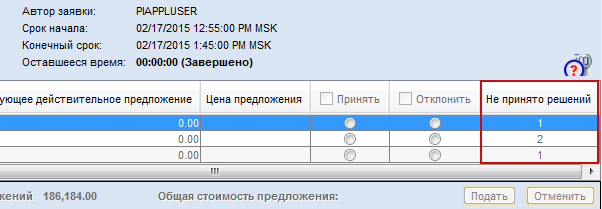 Автор заявки: PIAPPLUSER
Срок начала: 02/17/2015 12:55:00 PM MSK
Конечный срок: 02/17/2015 1:45:00 PM MSK
Оставшееся время: 00:00:00 (Завершено)
?
ующее действительное предложение Цена предложения Принять Отклонить Не принято решений
0.00 1
0.00 2
0.00 1
жений 186,184.00 Общая стоимость предложения: Подать Отменить